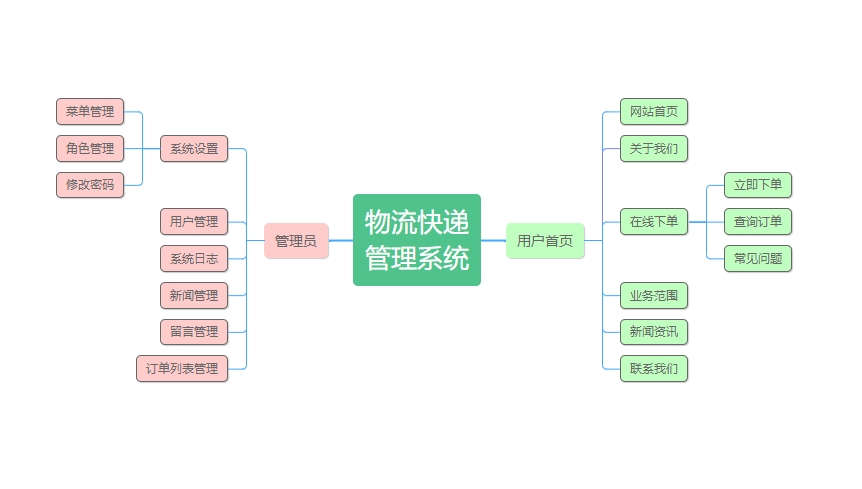 物流快递
管理系统
管理员
系统设置
菜单管理
角色管理
修改密码
用户管理
系统日志
新闻管理
留言管理
订单列表管理
用户首页
网站首页
关于我们
在线下单
立即下单
查询订单
常见问题
业务范围
新闻资讯
联系我们